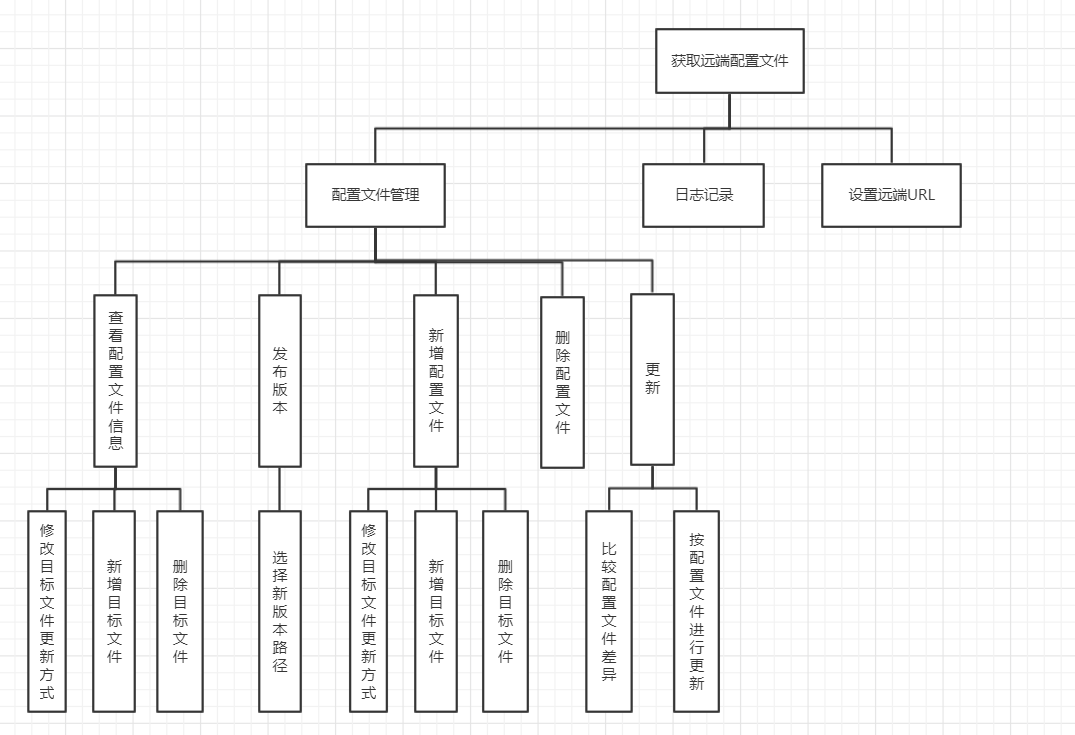 获取远端配置文件
配置文件管理
日志记录
设置远端URL
查看配置文件信息
发布版本
新增配置文件
删除配置文件
更新
修改目标文件更新方式
新增目标文件
删除目标文件
选择新版本路径
修改目标文件更新方式
新增目标文件
删除目标文件
比较配置文件差异
按配置文件进行更新